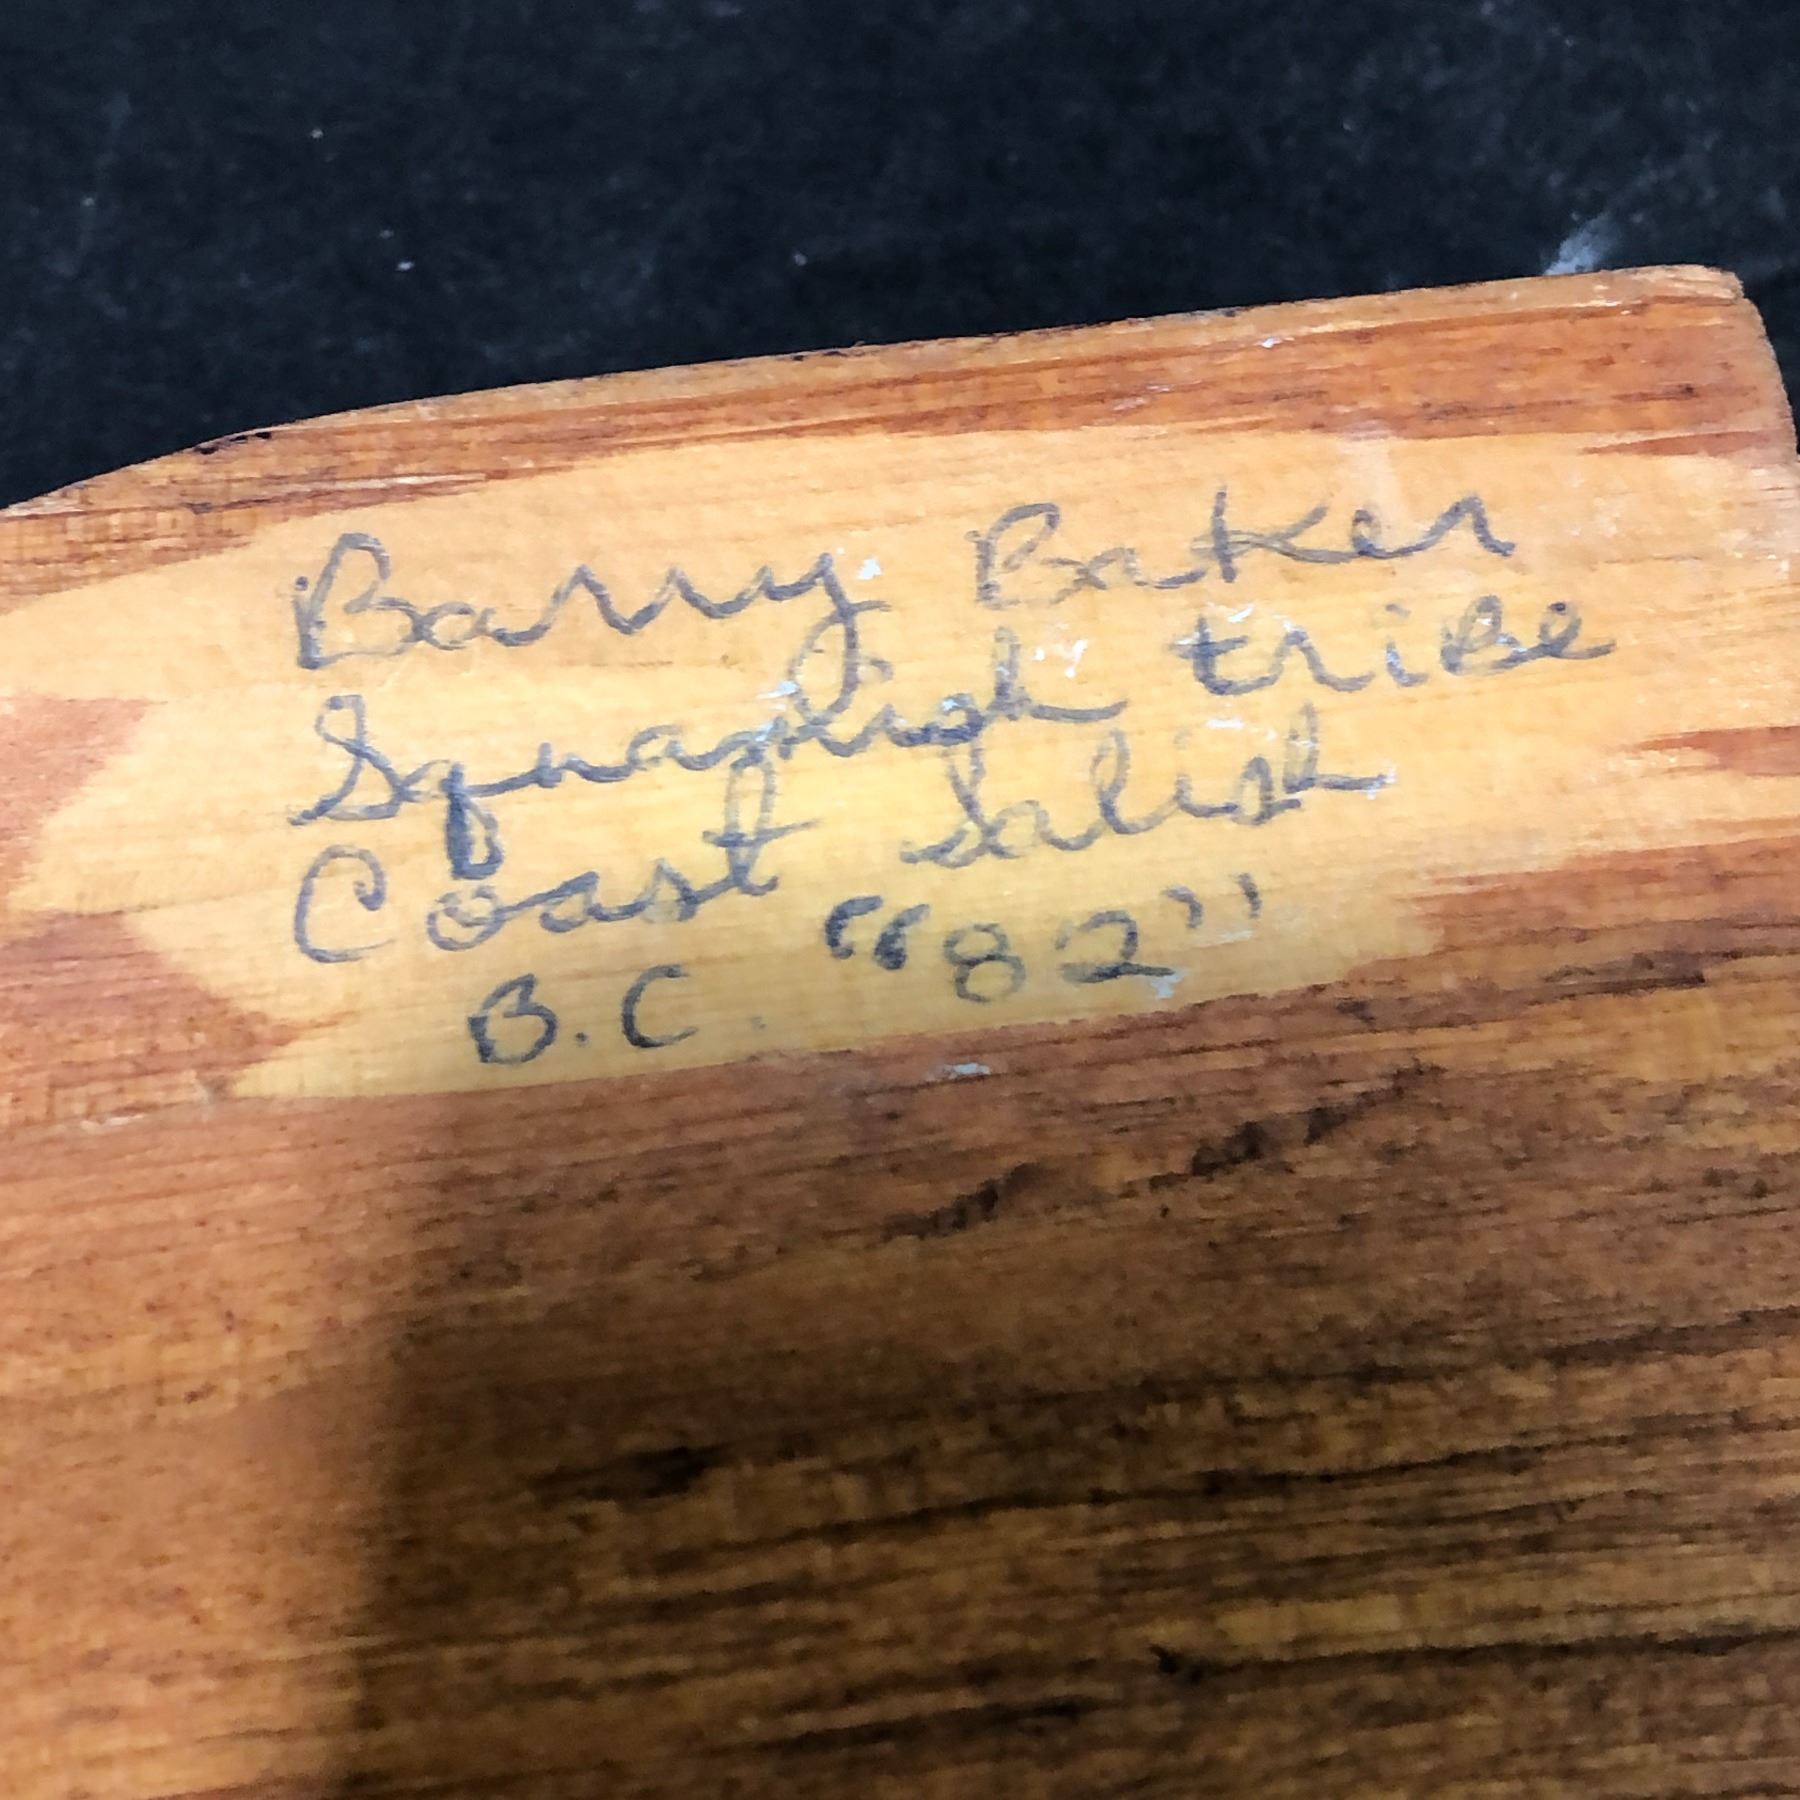 Barry Baker
Squamish tribe
Coast Salish
B.C. "82"